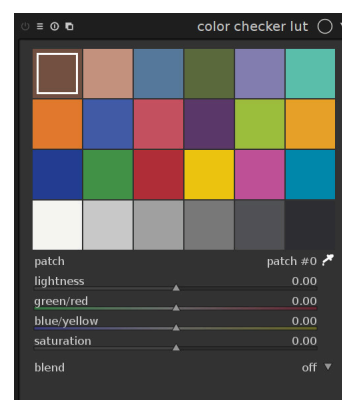 color checker lut
patch patch #0
lightness 0.00
green/red 0.00
blue/yellow 0.00
saturation 0.00
blend off